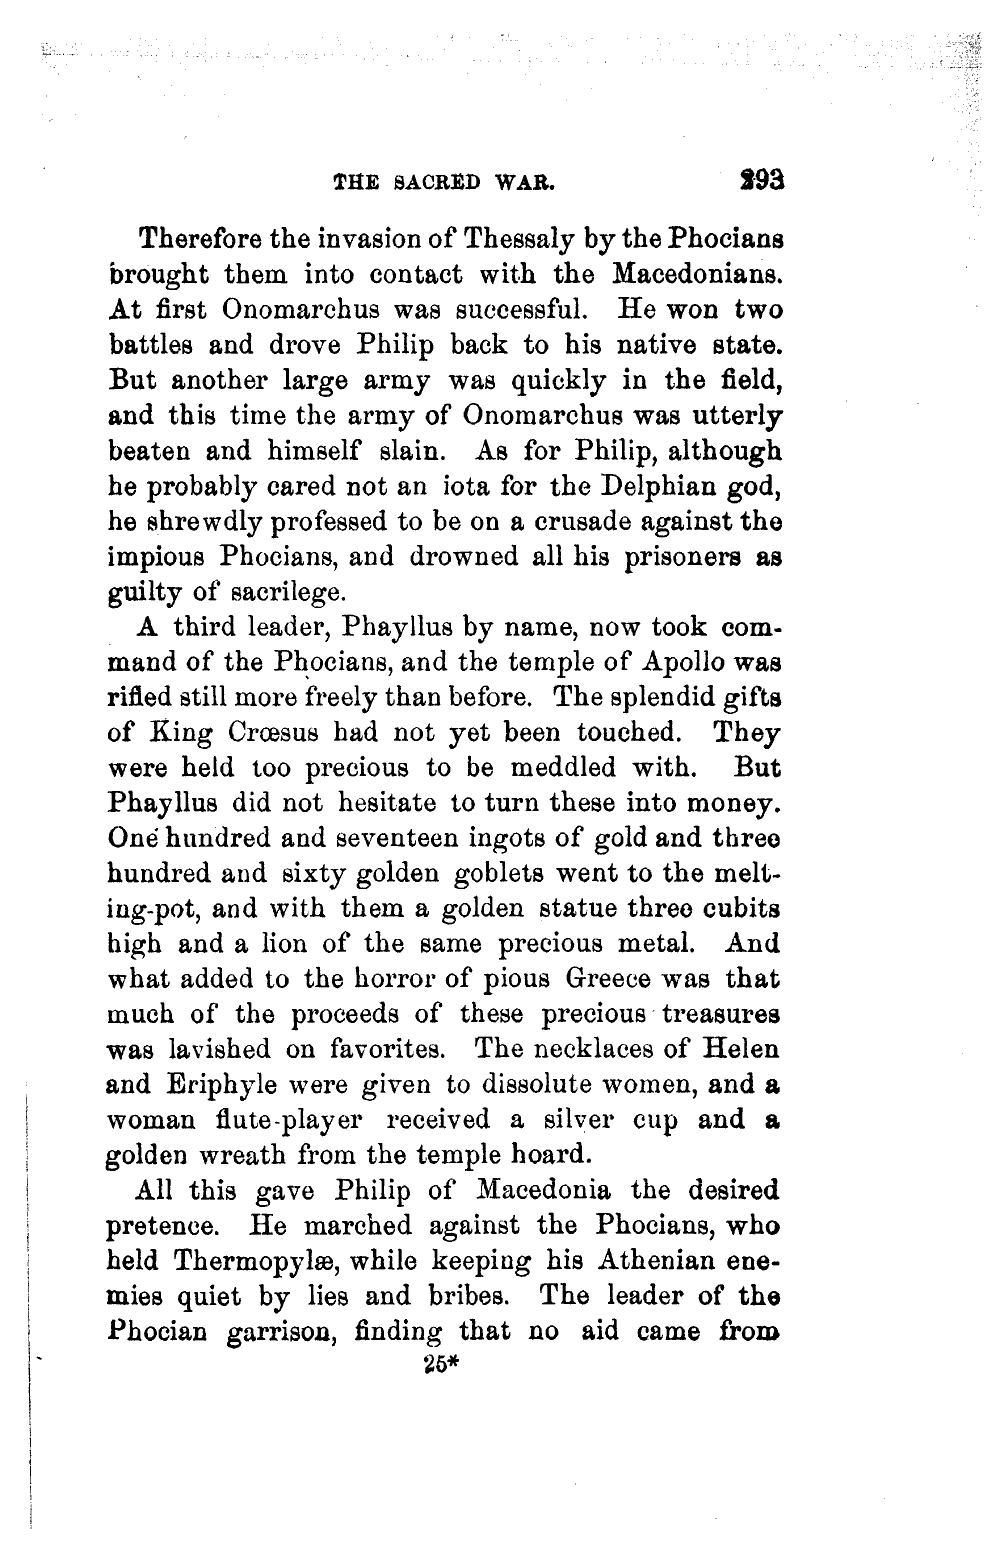 THE SACRED WAR. 293
Therefore the invasion of Thessaly by the Phocians
brought them into contact with the Macedonians.
At first Onomarchus was successful. He won two
battles and drove Philip back to his native state.
But another large army was quickly in the field,
and this time the army of Onomarchus was utterly
beaten and himself slain. As for Philip, although
he probably cared not an iota for the Delphian god,
he shrewdly professed to be on a crusade against the
impious Phocians, and drowned all his prisoners as
guilty of sacrilege.
A third leader, Phayllus by name, now took com-
mand of the Phocians, and the temple of Apollo was
rifled still more freely than before. The splendid gifts
of King Crœsus had not yet been touched. They
were held too precious to be meddled with. But
Phayllus did not hesitate to turn these into money.
One hundred and seventeen ingots of gold and three
hundred and sixty golden goblets went to the melt-
ing-pot, and with them a golden statue three cubits
high and a lion of the same precious metal. And
what added to the horror of pious Greece was that
much of the proceeds of these precious treasures
was lavished on favorites. The necklaces of Helen
and Eriphyle were given to dissolute women, and a
woman flute-player received a silver cup and a
golden wreath from the temple hoard.
All this gave Philip of Macedonia the desired
pretence. He marched against the Phocians, who
held Thermopylæ, while keeping his Athenian ene-
mies quiet by lies and bribes. The leader of the
Phocian garrison, finding that no aid came from
25*